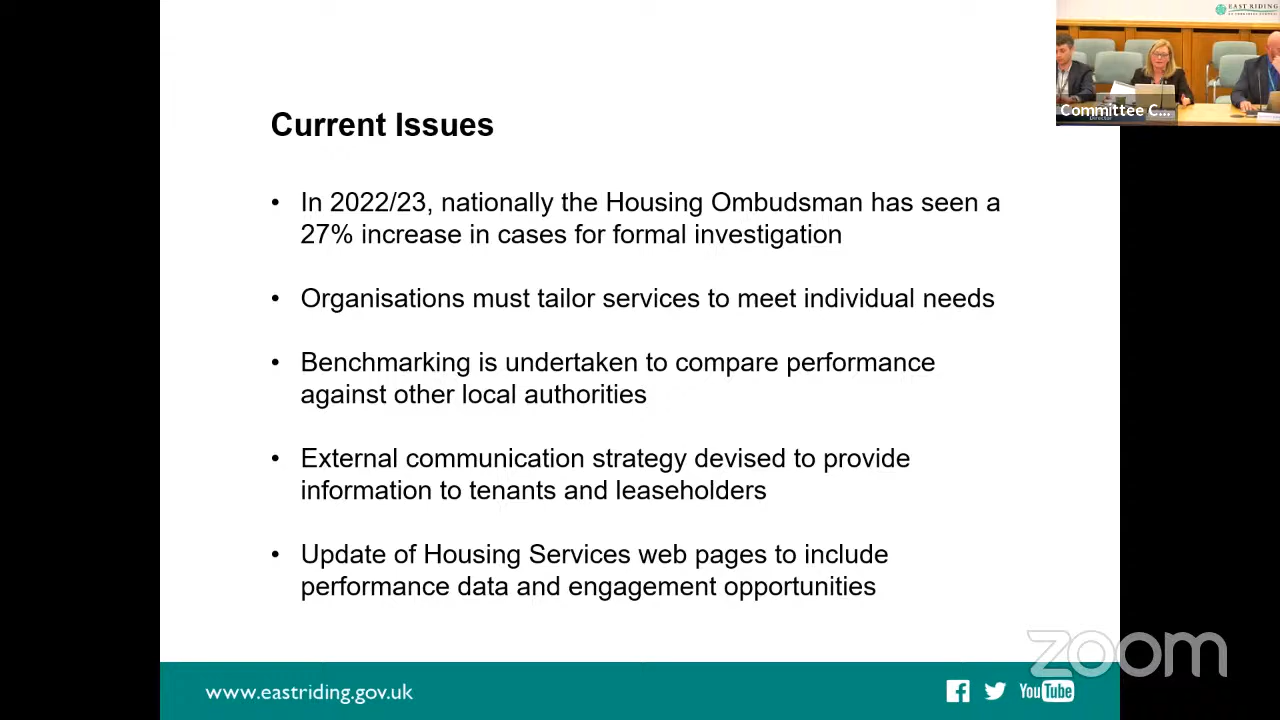 EAST RIDING
Committee C...
Current Issues
• In 2022/23, nationally the Housing Ombudsman has seen a
27% increase in cases for formal investigation
• Organisations must tailor services to meet individual needs
• Benchmarking is undertaken to compare performance
against other local authorities
• External communication strategy devised to provide
information to tenants and leaseholders
• Update of Housing Services web pages to include
performance data and engagement opportunities
zoom
www.eastriding.gov.uk
YouTube